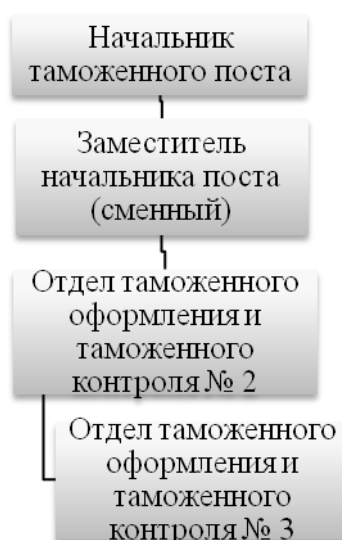 Начальник
таможенного поста
Заместитель
начальника поста
(сменный)
Отдел таможенного
оформления и
таможенного
контроля № 2
Отдел таможенного
оформления и
таможенного
контроля № 3